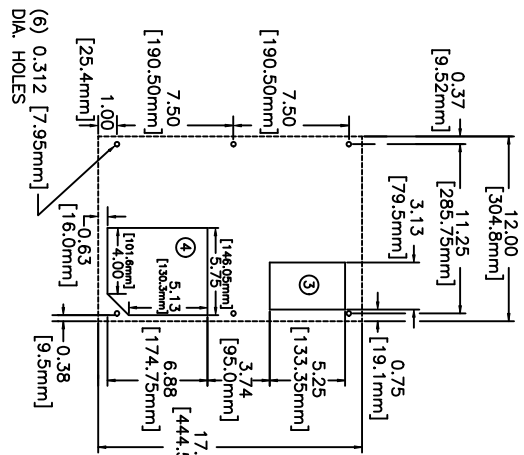 12.00
[304.8mm]
0.37
[9.52mm]
11.25
[285.75mm]
3.13
[79.5mm]
7.50
[190.50mm]
7.50
[190.50mm]
1.00
[25.4mm]
(6) 0.312 [7.95mm]
DIA. HOLES
3
4
0.75
[19.1mm]
5.25
[133.35mm]
3.74
[95.0mm]
6.88
[174.75mm]
[146.05mm]
5.75
5.13
[130.3mm]
[101.6mm]
4.00
0.63
[16.0mm]
0.38
[9.5mm]